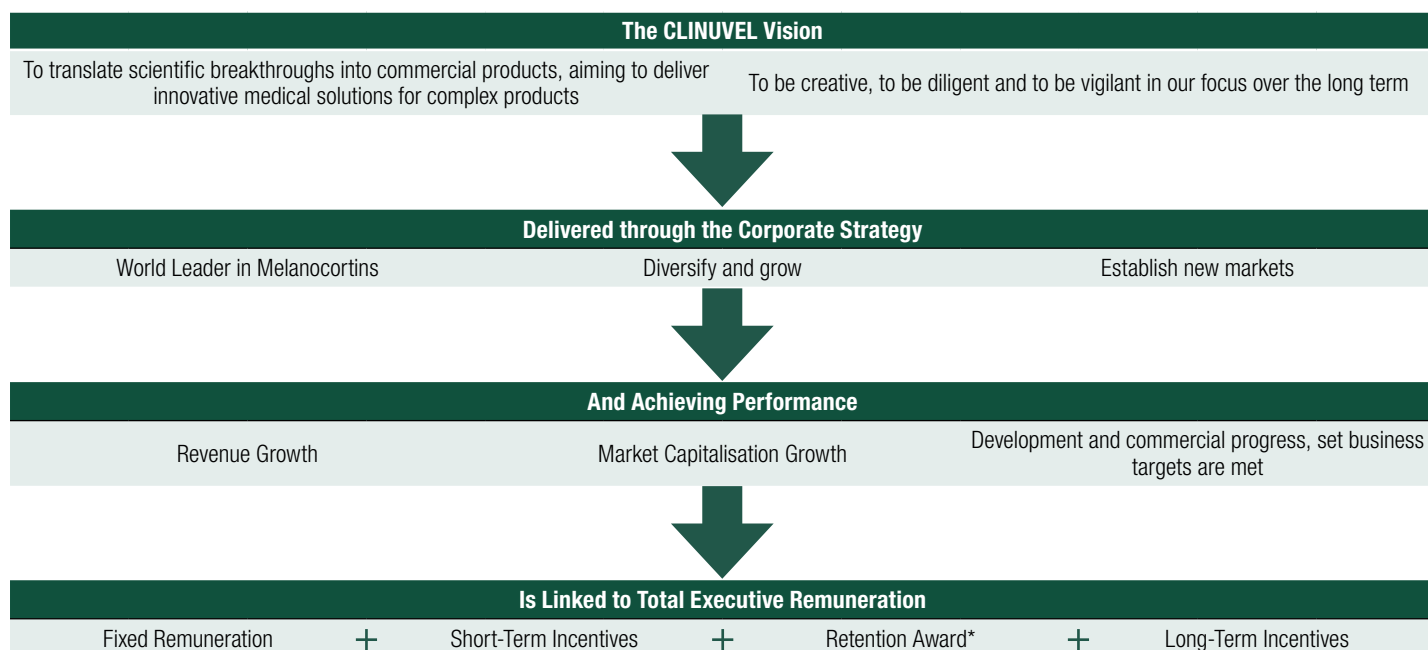 The CLINUVEL Vision
To translate scientific breakthroughs into commercial products, aiming to deliver
innovative medical solutions for complex products
To be creative, to be diligent and to be vigilant in our focus over the long term
Delivered through the Corporate Strategy
World Leader in Melanocortins
Diversify and grow
Establish new markets
And Achieving Performance
Revenue Growth
Market Capitalisation Growth
Development and commercial progress, set business
targets are met
Is Linked to Total Executive Remuneration
Fixed Remuneration + Short-Term Incentives + Retention Award* + Long-Term Incentives